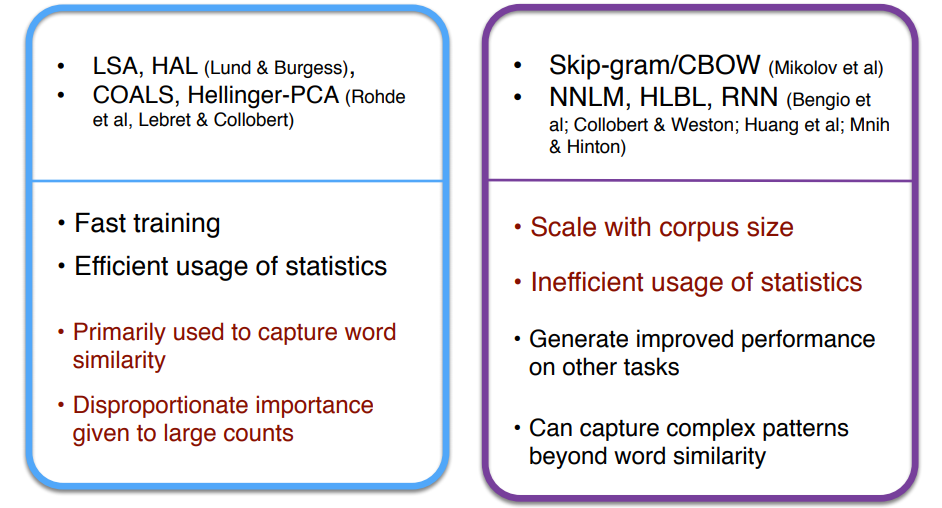 • LSA, HAL (Lund & Burgess),
• COALS, Hellinger-PCA (Rohde
et al, Lebret & Collobert)
• Fast training
• Efficient usage of statistics
• Primarily used to capture word
similarity
• Disproportionate importance
given to large counts
• Skip-gram/CBOW (Mikolov et al)
• NNLM, HLBL, RNN (Bengio et
al; Collobert & Weston; Huang et al; Mnih
& Hinton)
• Scale with corpus size
• Inefficient usage of statistics
• Generate improved performance
on other tasks
• Can capture complex patterns
beyond word similarity